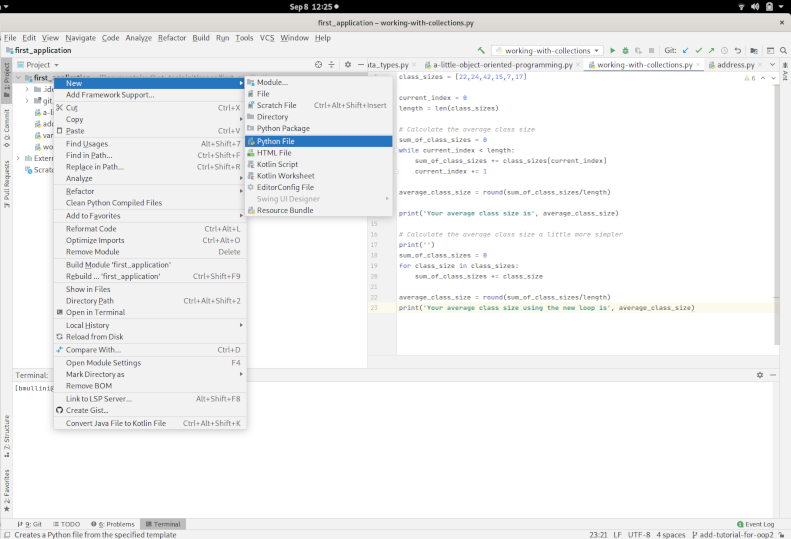 Sep 8 12:25
first_application – working-with-collections.py
File Edit View Navigate Code Analyze Refactor Build Run Tools VCS Window Help
first_application
working-with-collections
Git:
Project
ata_types.py
a-little-object-oriented-programming.py
working-with-collections.py
address.py
1: Project
0: Commit
Pull Requests
7: Structure
2: Favorites
Ant
first_application
.ide
git
a-li
add
var
wo
Extern
Scratc
New
Add Framework Support...
Cut Ctrl+X
Copy
Paste Ctrl+V
Find Usages Alt+Shift+F7
Find in Path... Ctrl+Shift+F
Replace in Path... Ctrl+Shift+R
Analyze
Refactor
Clean Python Compiled Files
Add to Favorites
Reformat Code Ctrl+Alt+L
Optimize Imports Ctrl+Alt+O
Remove Module Delete
Build Module 'first_application'
Rebuild ... 'first_application' Ctrl+Shift+F9
Show in Files
Directory Path Ctrl+Alt+Shift+2
Open in Terminal
Local History
Reload from Disk
Compare With... Ctrl+D
Open Module Settings F4
Mark Directory as
Remove BOM
Link to LSP Server... Alt+Shift+F8
Create Gist...
Convert Java File to Kotlin File Ctrl+Alt+Shift+K
Module...
File
Scratch File Ctrl+Alt+Shift+Insert
Directory
Python Package
Python File
HTML File
Kotlin Script
Kotlin Worksheet
EditorConfig File
Swing UI Designer
Resource Bundle
class_sizes = [22,24,42,15,7,17]
6
current_index = 0
length = len(class_sizes)
# Calculate the average class size
sum_of_class_sizes = 0
while current_index < length:
sum_of_class_sizes += class_sizes[current_index]
current_index += 1
average_class_size = round(sum_of_class_sizes/length)
print('Your average class size is', average_class_size)
15
16 # Calculate the average class size a little more simpler
17 print('')
18 sum_of_class_sizes = 0
19 for class_size in class_sizes:
20 sum_of_class_sizes += class_size
21
22 average_class_size = round(sum_of_class_sizes/length)
23 print('Your average class size using the new loop is', average_class_size)
Terminal:
[bmullini@
9: Git TODO 6: Problems Terminal Event Log
Creates a Python file from the specified template 23:21 LF UTF-8 4 spaces add-tutorial-for-oop2